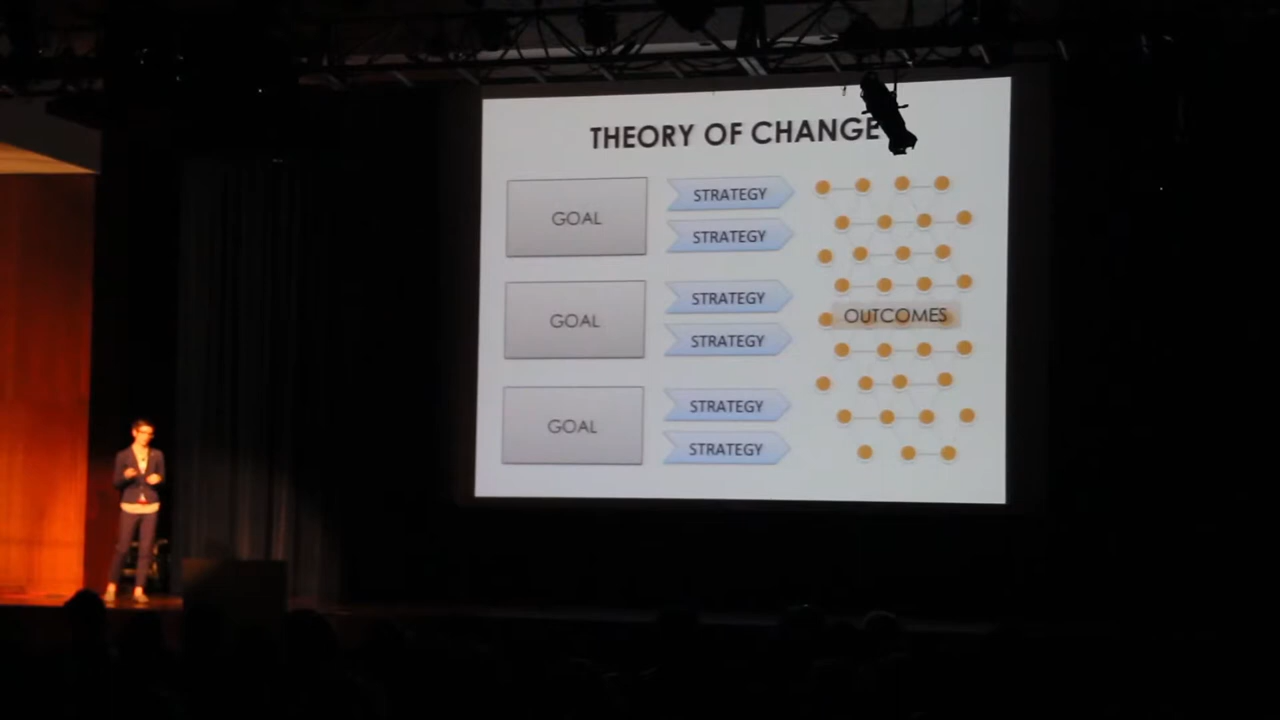 THEORY OF CHANGE
GOAL
STRATEGY
STRATEGY
GOAL
STRATEGY
STRATEGY
OUTCOMES
GOAL
STRATEGY
STRATEGY